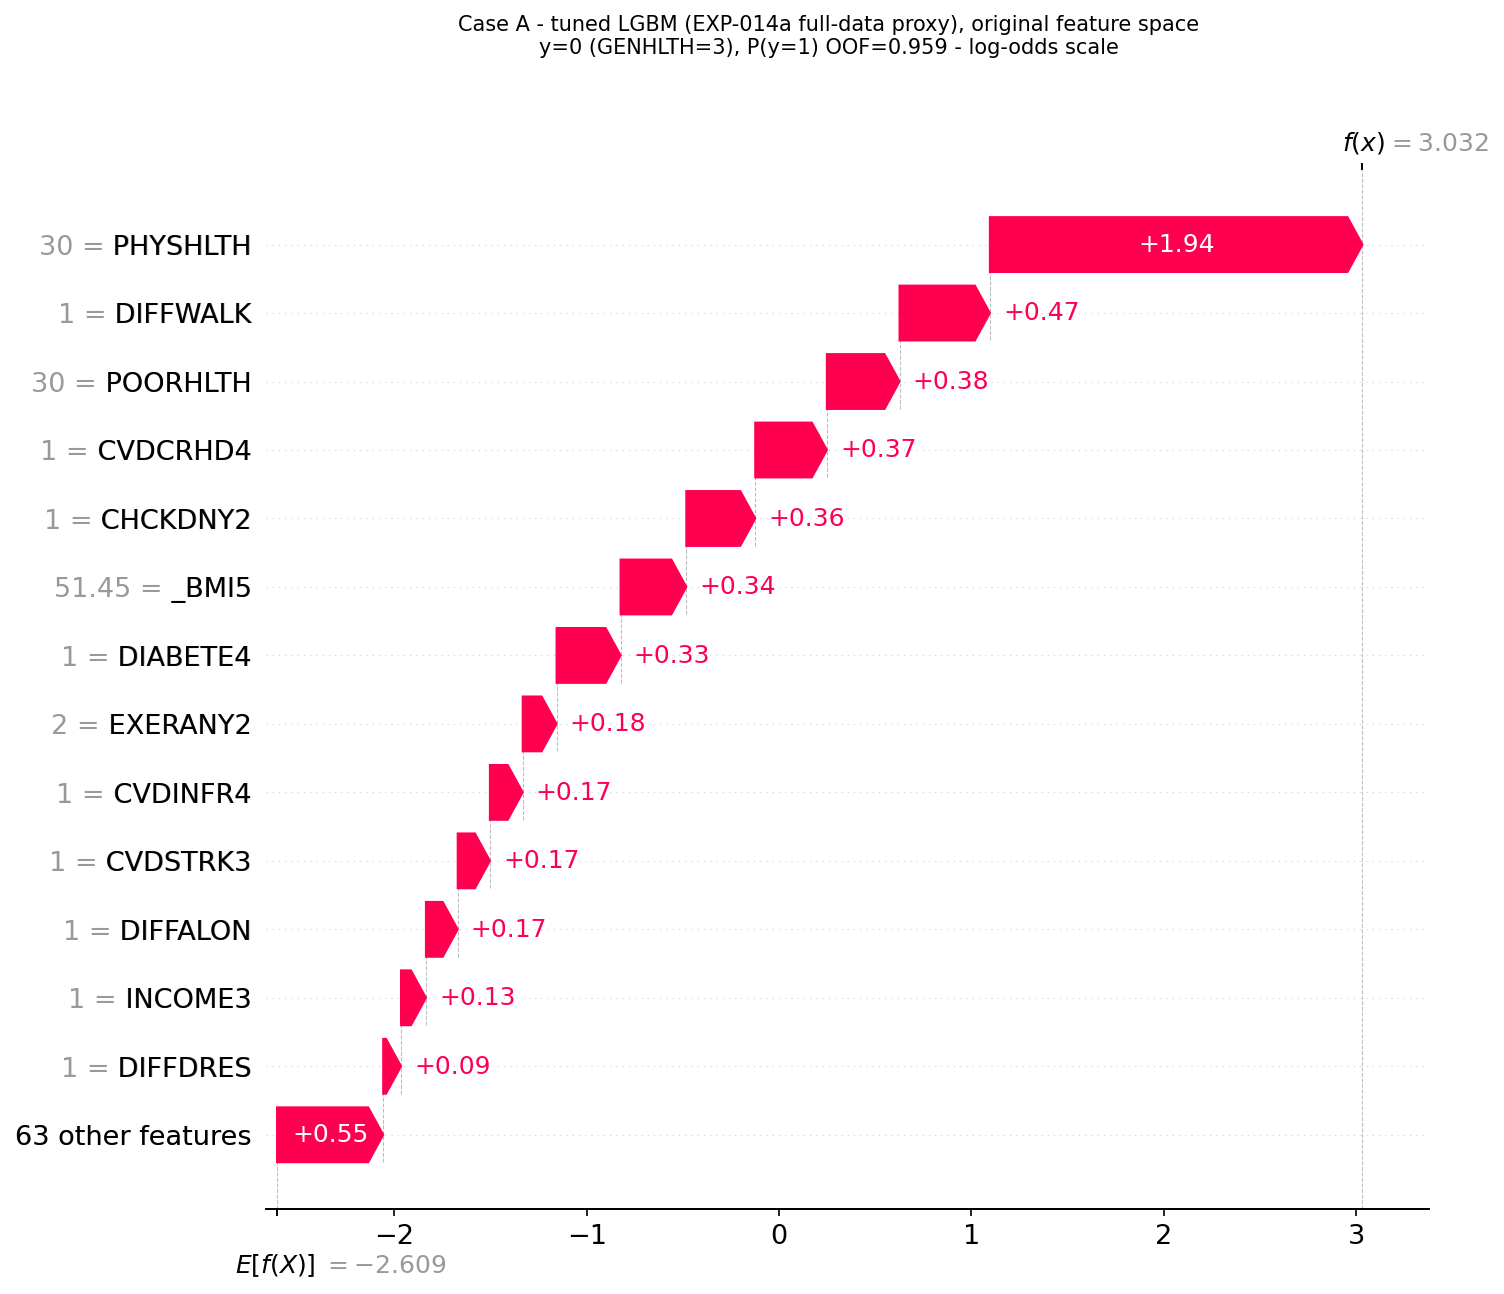 Case A - tuned LGBM (EXP-014a full-data proxy), original feature space
y=0 (GENHLTH=3), P(y=1) OOF=0.959 - log-odds scale
f(x) = 3.032
30 = PHYSHLTH +1.94
1 = DIFFWALK +0.47
30 = POORHLTH +0.38
1 = CVDCRHD4 +0.37
1 = CHCKDNY2 +0.36
51.45 = _BMI5 +0.34
1 = DIABETE4 +0.33
2 = EXERANY2 +0.18
1 = CVDINFR4 +0.17
1 = CVDSTRK3 +0.17
1 = DIFFALON +0.17
1 = INCOME3 +0.13
1 = DIFFDRES +0.09
63 other features +0.55
−2 −1 0 1 2 3
E[f(X)] = −2.609